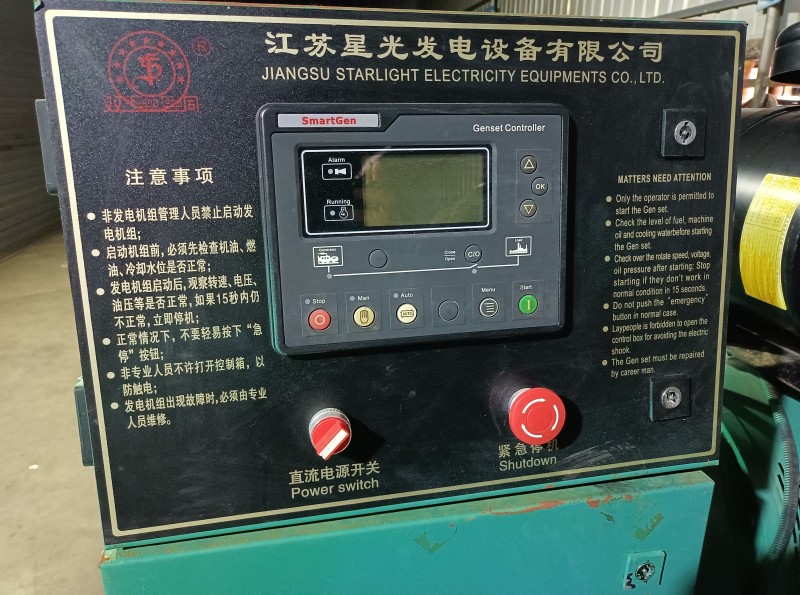 江苏星光发电设备有限公司
JIANGSU STARLIGHT ELECTRICITY EQUIPMENTS CO., LTD.
®
SmartGen
Genset Controller
Alarm
Running
OK
Close
Open
C/O
Load
Stop
Man
Auto
AUTO
Menu
Start
注意事项
● 非发电机组管理人员禁止启动发
电机组;
● 启动机组前,必须先检查机油、燃
油、冷却水位是否正常;
● 发电机组启动后,观察转速、电压、
油压等是否正常,如果15秒内仍
不正常,立即停机;
● 正常情况下,不要轻易按下“急
停”按钮;
● 非专业人员不许打开控制箱,以
防触电;
● 发电机组出现故障时,必须由专业
人员维修。
MATTERS NEED ATTENTION
● Only the operator is permitted to
start the Gen set.
● Check the level of fuel, machine
oil and cooling waterbefore starting
the Gen set.
● Check over the rotate speed, voltage,
oil pressure after starting; Stop
starting if they don't work in
normal condition in 15 seconds.
● Do not push the "emergency"
button in normal case.
● Laypeople is forbidden to open the
control box for avoiding the electric
shook.
● The Gen set must be repaired
by career man.
直流电源开关
Power switch
紧急停机
Shutdown